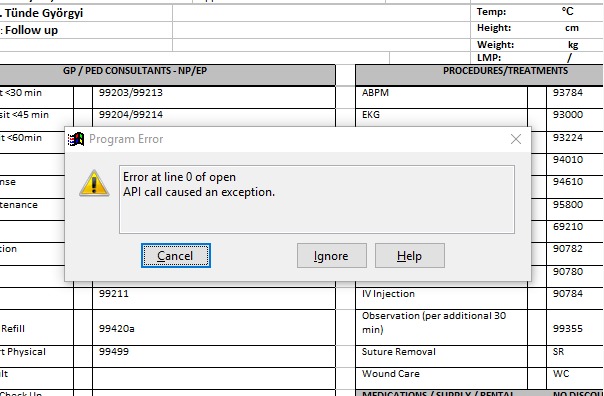 . Tünde Györgyi
Temp: °C
: Follow up
Height: cm
Weight: kg
LMP: /
GP / PED CONSULTANTS - NP/EP
PROCEDURES/TREATMENTS
t <30 min 99203/99213
ABPM 93784
sit <45 min 99204/99214
EKG 93000
it <60min
93224
Program Error
94010
Error at line 0 of open
API call caused an exception.
nse
94610
tenance
95800
69210
tion
90782
Cancel Ignore Help
90780
99211
IV Injection 90784
Refill 99420a
Observation (per additional 30
min) 99355
rt Physical 99499
Suture Removal SR
ult
Wound Care WC